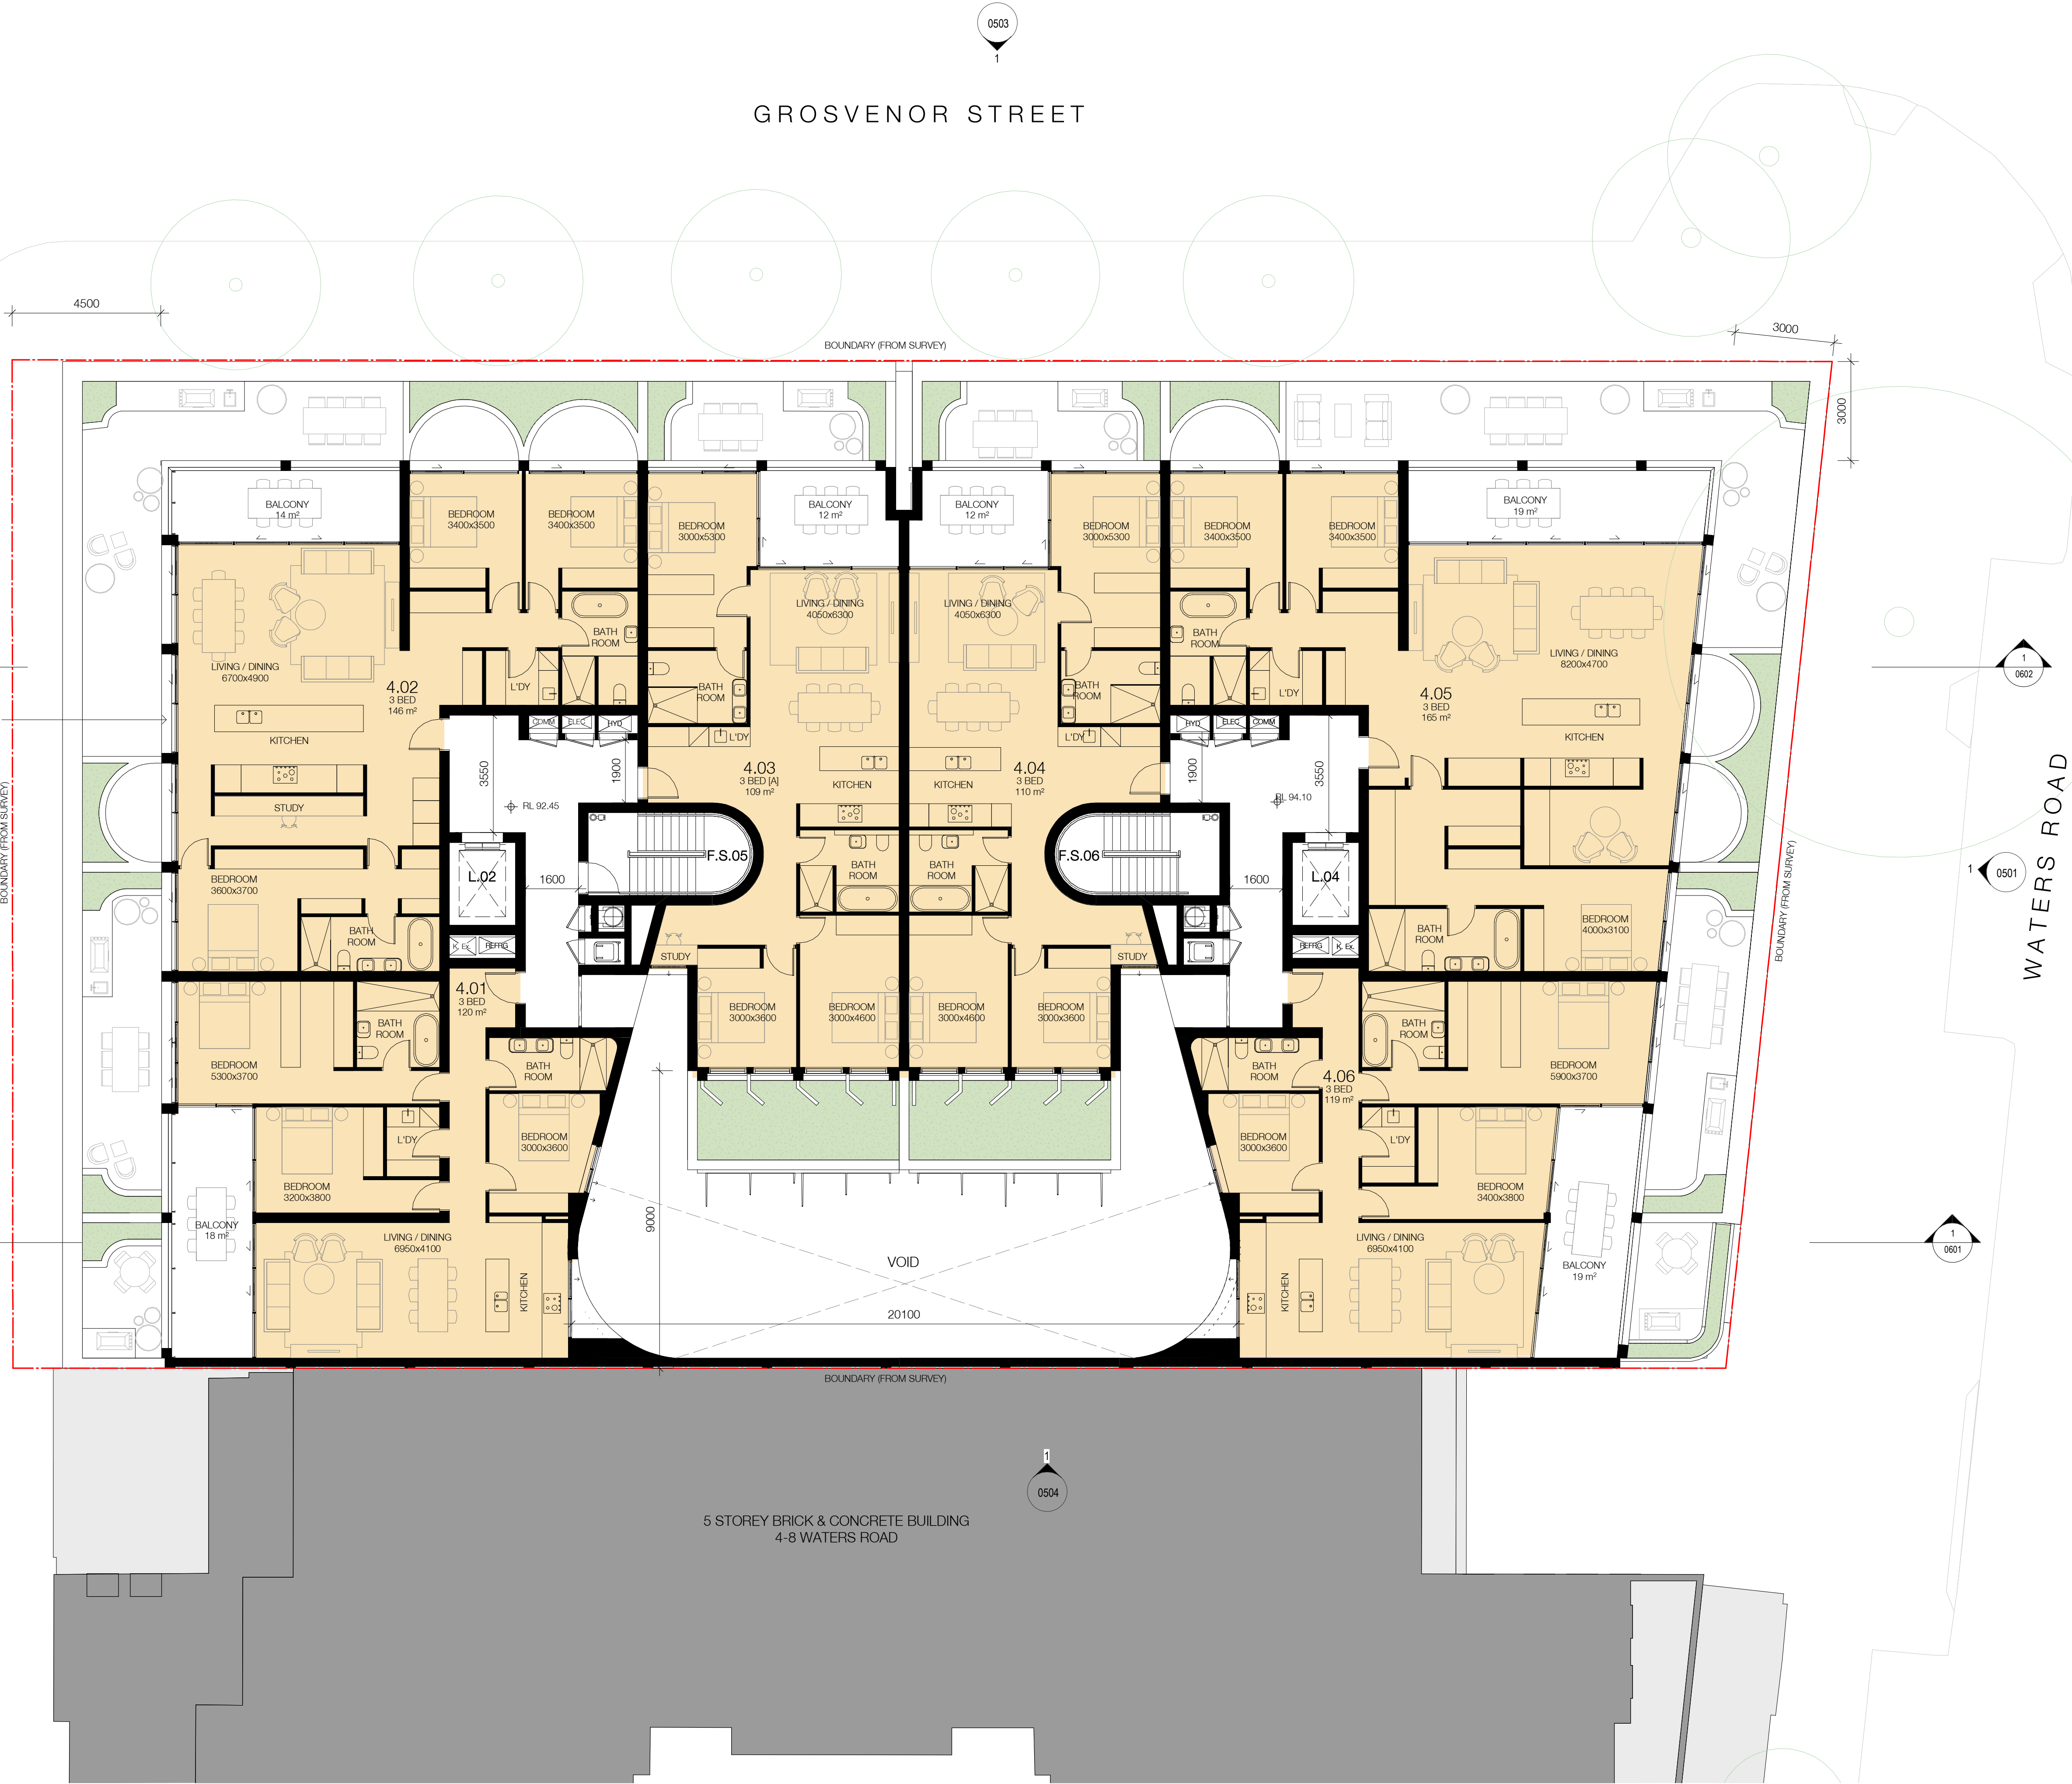 0503
1
GROSVENOR STREET
4500
3000
BOUNDARY (FROM SURVEY)
3000
BALCONY
14 m²
BEDROOM
3400x3500
BEDROOM
3400x3500
BEDROOM
3000x5300
BALCONY
12 m²
BALCONY
12 m²
BEDROOM
3000x5300
BEDROOM
3400x3500
BEDROOM
3400x3500
BALCONY
19 m²
LIVING / DINING
6700x4900
BATH
ROOM
LIVING / DINING
4050x6300
LIVING / DINING
4050x6300
BATH
ROOM
LIVING / DINING
8200x4700
4.02
3 BED
146 m²
L'DY
BATH
ROOM
BATH
ROOM
L'DY
4.05
3 BED
165 m²
1
0602
KITCHEN
COMM
ELEC
HYD
L'DY
L'DY
HYD
ELEC
COMM
KITCHEN
3550
1900
4.03
3 BED [A]
109 m²
KITCHEN
KITCHEN
4.04
3 BED
110 m²
1900
3550
STUDY
RL 92.45
RL 94.10
BOUNDARY (FROM SURVEY)
WATERS ROAD
BEDROOM
3600x3700
L.02
1600
F.S.05
BATH
ROOM
BATH
ROOM
F.S.06
1600
L.04
1
0501
BOUNDARY (FROM SURVEY)
BATH
ROOM
K. Ex.
REFRG
STUDY
STUDY
REFRG
K. Ex.
BATH
ROOM
BEDROOM
4000x3100
4.01
3 BED
120 m²
BATH
ROOM
BEDROOM
3000x3600
BEDROOM
3000x4600
BEDROOM
3000x4600
BEDROOM
3000x3600
BATH
ROOM
BEDROOM
5300x3700
BATH
ROOM
BATH
ROOM
4.06
3 BED
119 m²
BEDROOM
5900x3700
L'DY
BEDROOM
3000x3600
BEDROOM
3000x3600
L'DY
BEDROOM
3200x3800
BEDROOM
3400x3800
BALCONY
18 m²
LIVING / DINING
6950x4100
9000
VOID
LIVING / DINING
6950x4100
1
0601
BALCONY
19 m²
KITCHEN
KITCHEN
20100
BOUNDARY (FROM SURVEY)
1
0504
5 STOREY BRICK & CONCRETE BUILDING
4-8 WATERS ROAD